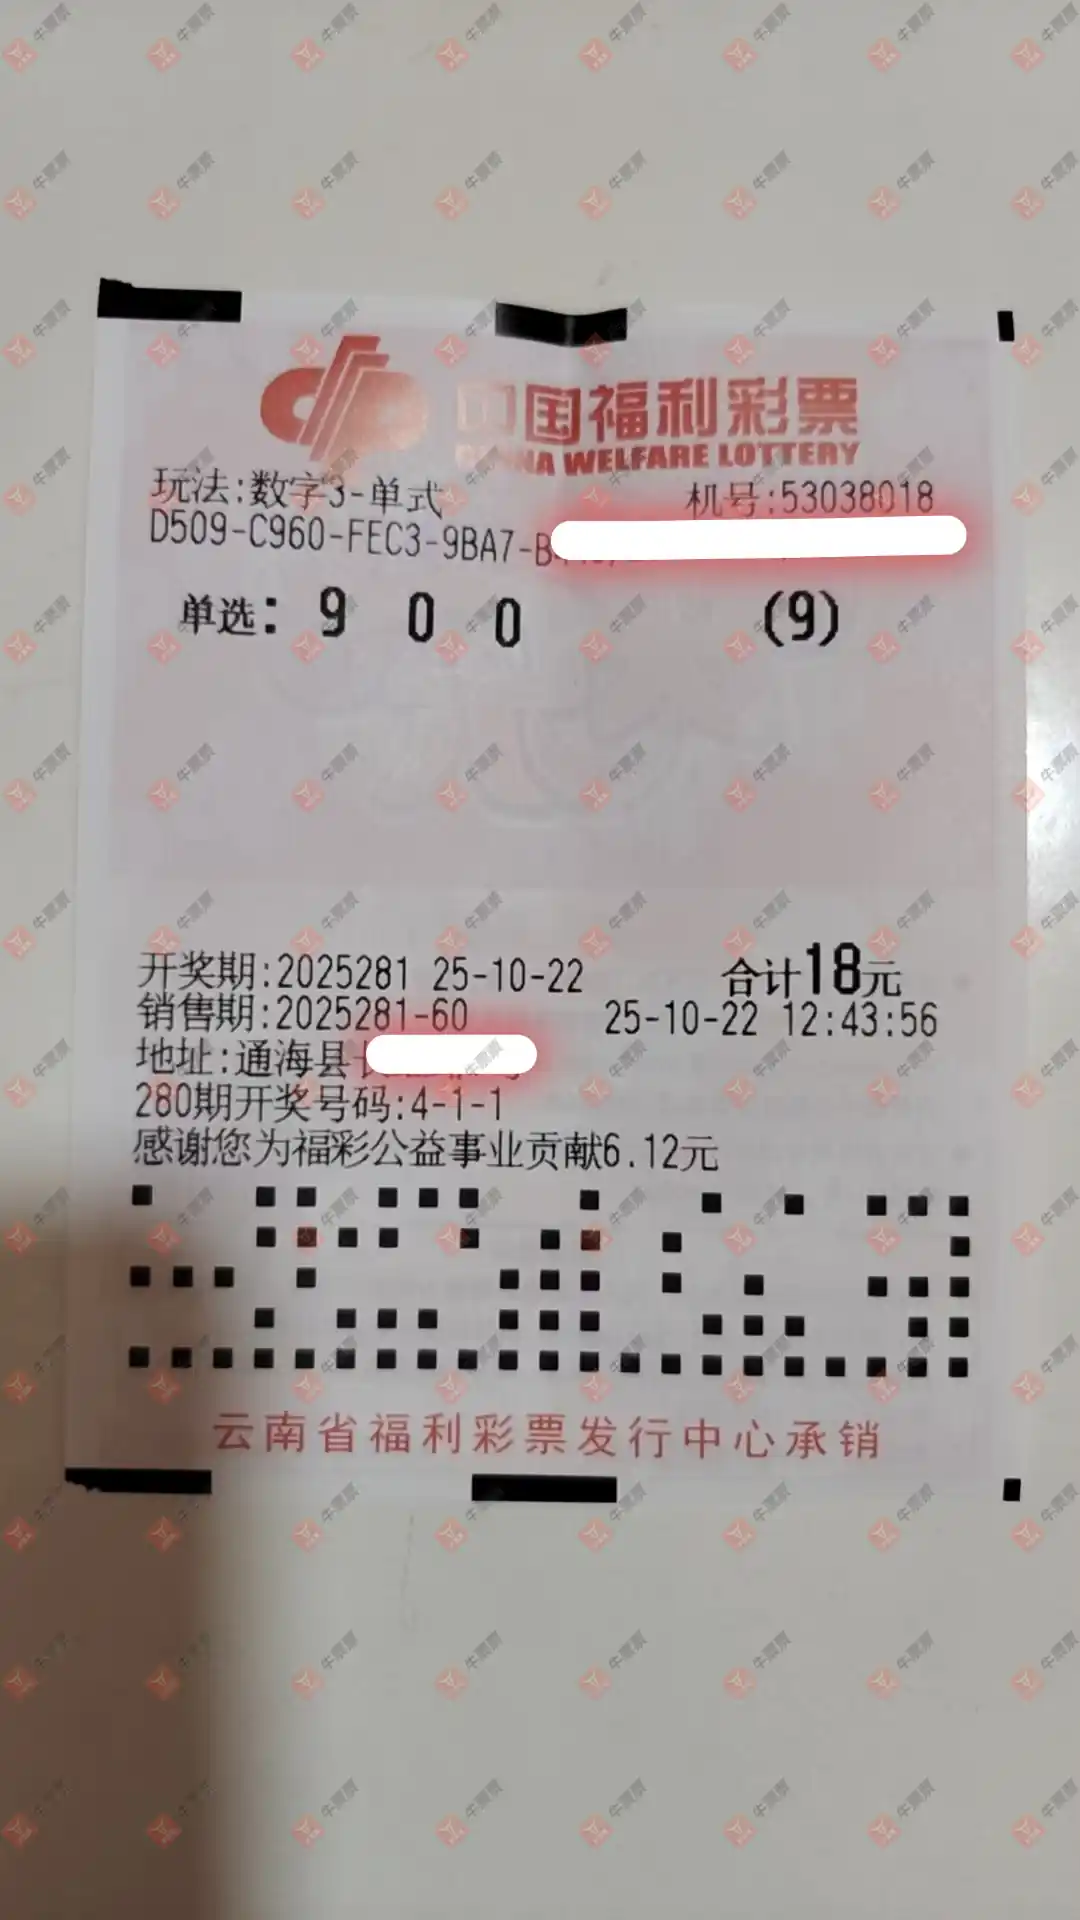 中国福利彩票
CHINA WELFARE LOTTERY
玩法:数字3-单式 机号:53038018
D509-C960-FEC3-9BA7-B
单选: 9 0 0 (9)
开奖期:2025281 25-10-22 合计18元
销售期:2025281-60 25-10-22 12:43:56
地址:通海县
280期开奖号码:4-1-1
感谢您为福彩公益事业贡献6.12元
云南省福利彩票发行中心承销
牛票票